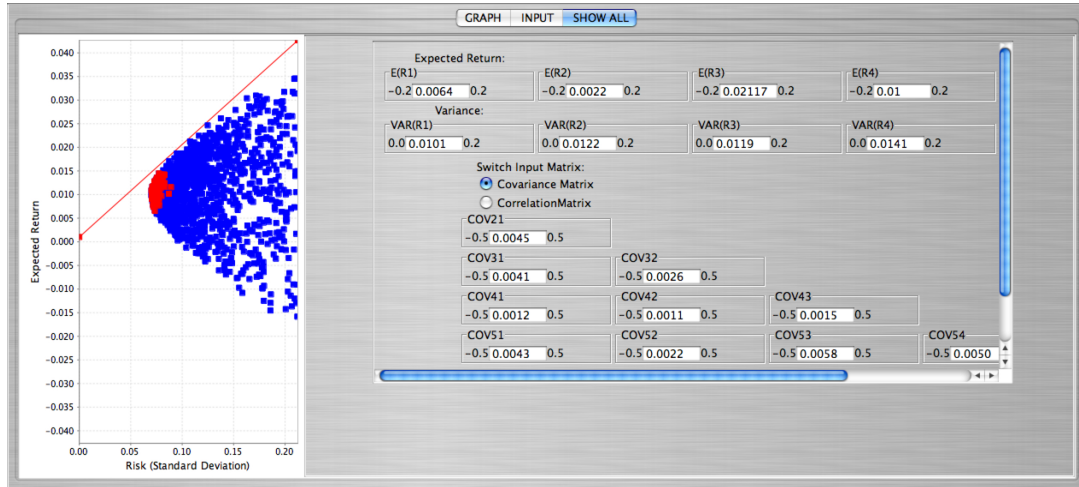 GRAPH INPUT SHOW ALL
0.040
0.035
0.030
0.025
0.020
0.015
0.010
0.005
0.000
-0.005
-0.010
-0.015
-0.020
-0.025
-0.030
-0.035
-0.040
Expected Return
0.00 0.05 0.10 0.15 0.20
Risk (Standard Deviation)
Expected Return:
E(R1) E(R2) E(R3) E(R4)
-0.2 0.0064 0.2 -0.2 0.0022 0.2 -0.2 0.02117 0.2 -0.2 0.01 0.2
Variance:
VAR(R1) VAR(R2) VAR(R3) VAR(R4)
0.0 0.0101 0.2 0.0 0.0122 0.2 0.0 0.0119 0.2 0.0 0.0141 0.2
Switch Input Matrix:
Covariance Matrix
CorrelationMatrix
COV21
-0.5 0.0045 0.5
COV31 COV32
-0.5 0.0041 0.5 -0.5 0.0026 0.5
COV41 COV42 COV43
-0.5 0.0012 0.5 -0.5 0.0011 0.5 -0.5 0.0015 0.5
COV51 COV52 COV53 COV54
-0.5 0.0043 0.5 -0.5 0.0022 0.5 -0.5 0.0058 0.5 -0.5 0.0050